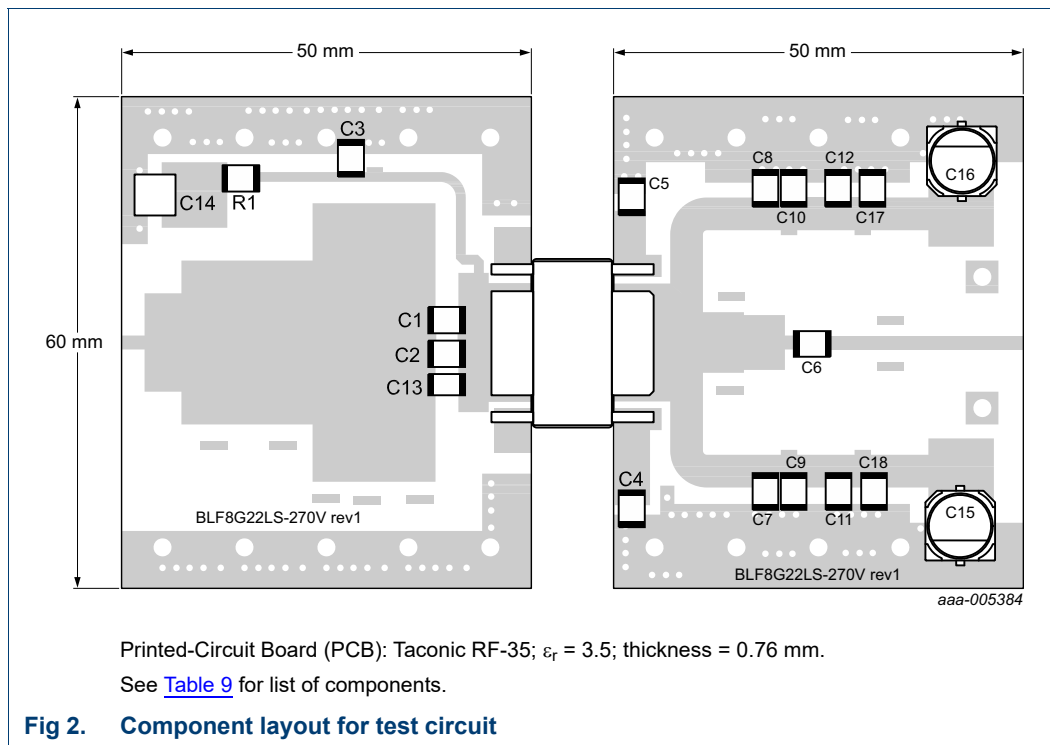 50 mm
50 mm
C3
C8
C12
C16
C5
C14
R1
C10
C17
C1
60 mm
C2
C6
C13
C9
C18
C4
C15
C7
C11
BLF8G22LS-270V rev1
BLF8G22LS-270V rev1
aaa-005384
Printed-Circuit Board (PCB): Taconic RF-35; εr = 3.5; thickness = 0.76 mm.
See Table 9 for list of components.
Fig 2. Component layout for test circuit